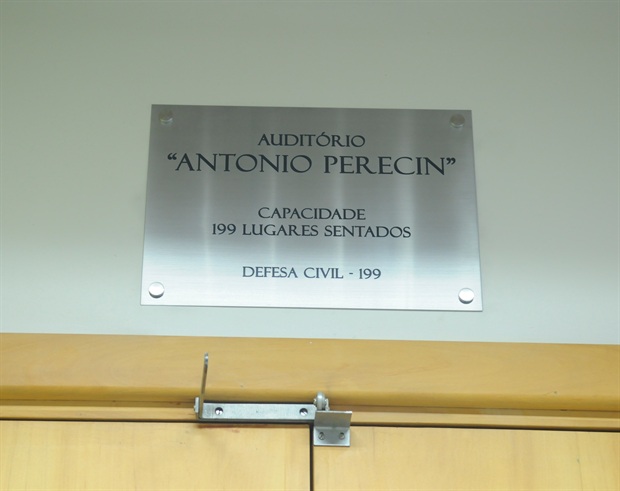 AUDITÓRIO
“ANTONIO PERECIN”
CAPACIDADE
199 LUGARES SENTADOS
DEFESA CIVIL - 199